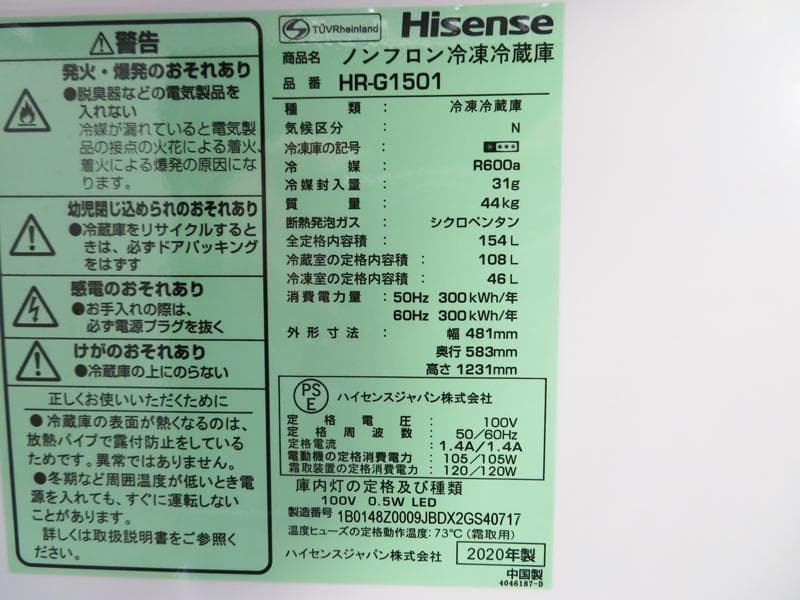 ⚠警告
発火・爆発のおそれあり
●脱臭器などの電気製品を
入れない
冷媒が漏れていると電気製
品の接点の火花による着火、
着火による爆発の原因にな
ります。
幼児閉じ込められのおそれあり
●冷蔵庫をリサイクルすると
きは、必ずドアパッキング
をはずす
感電のおそれあり
●お手入れの際は、
必ず電源プラグを抜く
けがのおそれあり
●冷蔵庫の上にのらない
正しくお使いいただくために
●冷蔵庫の表面が熱くなるのは、
放熱パイプで露付防止をしている
ためです。異常ではありません。
●冬期など周囲温度が低いとき電
源を入れても、すぐに運転しない
ことがあります。
詳しくは取扱説明書をご参照く
ださい。
TÜVRheinland Hisense
商品名 ノンフロン冷凍冷蔵庫
品番 HR-G1501
種類 : 冷凍冷蔵庫
気候区分 : N
冷凍庫の記号 : ＊＊＊＊
冷媒 : R600a
冷媒封入量 : 31g
質量 : 44kg
断熱発泡ガス : シクロペンタン
全定格内容積 : 154 L
冷蔵室の定格内容積 : 108 L
冷凍室の定格内容積 : 46 L
消費電力量 : 50Hz 300 kWh/年
60Hz 300 kWh/年
外形寸法 : 幅 481mm
奥行 583mm
高さ 1231mm
PS
E ハイセンスジャパン株式会社
定格電圧 : 100V
定格周波数 : 50/60Hz
定格電流 : 1.4A/1.4A
電動機の定格消費電力 : 105/105W
霜取装置の定格消費電力 : 120/120W
庫内灯の定格及び種類
100V 0.5W LED
製造番号 1B0148Z0009JBDX2GS40717
温度ヒューズの定格動作温度:73℃(霜取用)
ハイセンスジャパン株式会社 2020年製
中国製
4046187-D